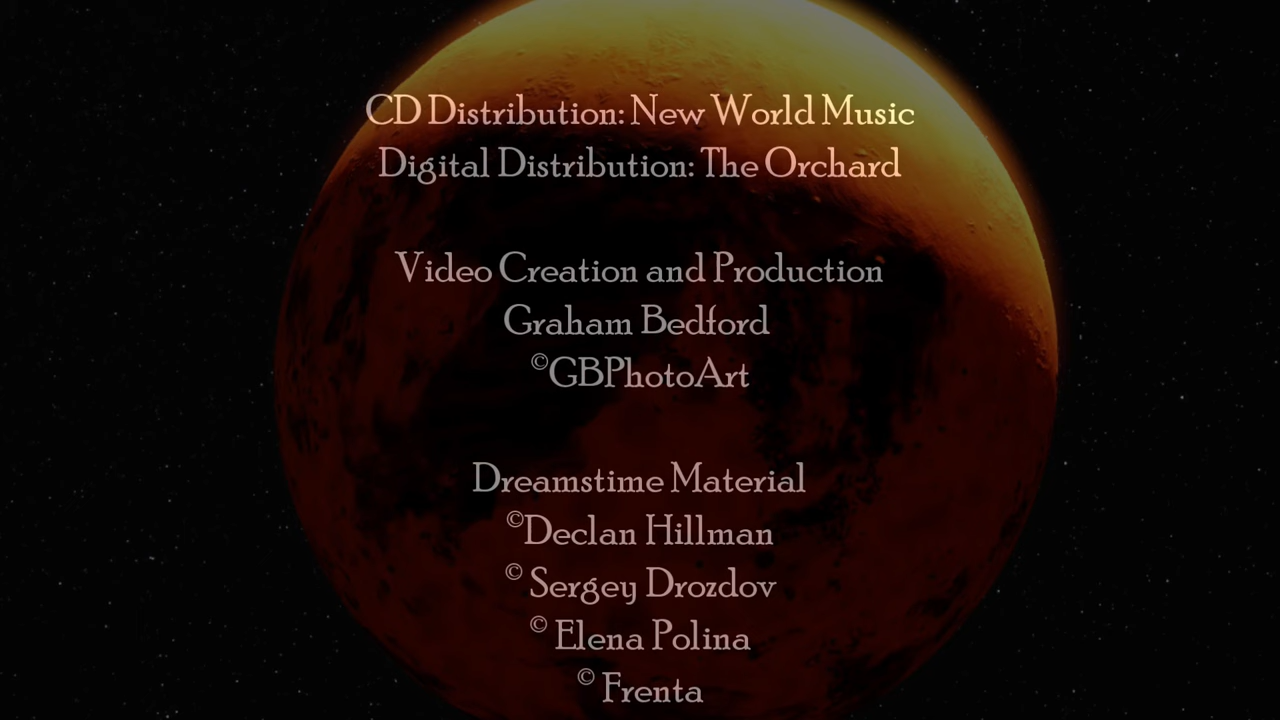 CD Distribution: New World Music
Digital Distribution: The Orchard
Video Creation and Production
Graham Bedford
©GBPhotoArt
Dreamstime Material
©Declan Hillman
© Sergey Drozdov
© Elena Polina
© Frenta